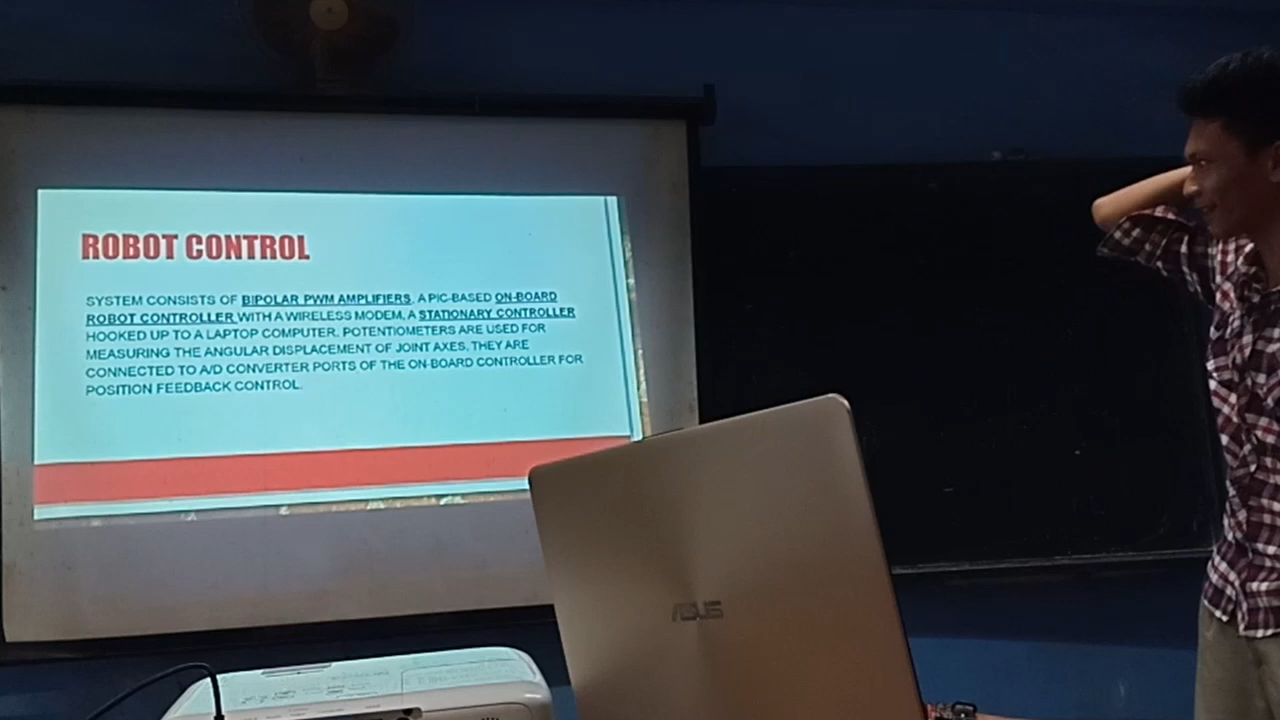 ROBOT CONTROL
SYSTEM CONSISTS OF BIPOLAR PWM AMPLIFIERS, A PIC-BASED ON-BOARD
ROBOT CONTROLLER WITH A WIRELESS MODEM, A STATIONARY CONTROLLER
HOOKED UP TO A LAPTOP COMPUTER. POTENTIOMETERS ARE USED FOR
MEASURING THE ANGULAR DISPLACEMENT OF JOINT AXES. THEY ARE
CONNECTED TO A/D CONVERTER PORTS OF THE ON-BOARD CONTROLLER FOR
POSITION FEEDBACK CONTROL.
ASUS